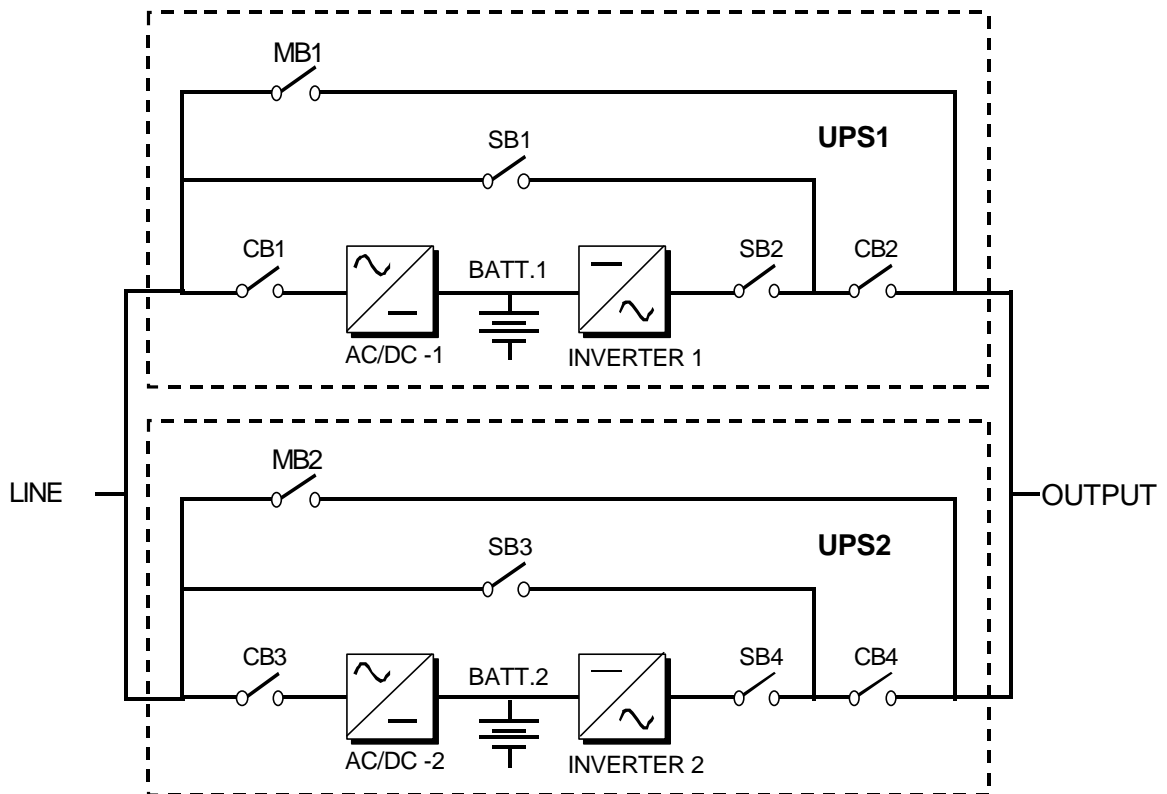 MB1
SB1
UPS1
CB1
BATT.1
SB2
CB2
AC/DC -1
INVERTER 1
MB2
LINE
OUTPUT
SB3
UPS2
CB3
BATT.2
SB4
CB4
AC/DC -2
INVERTER 2